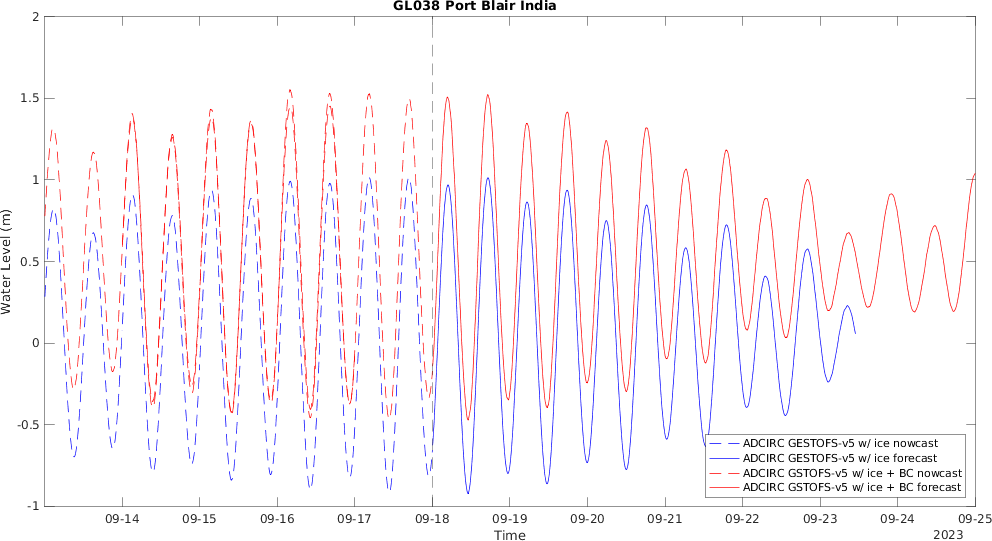 GL038 Port Blair India
2
1.5
1
0.5
0
-0.5
-1
Water Level (m)
ADCIRC GESTOFS-v5 w/ ice nowcast
ADCIRC GESTOFS-v5 w/ ice forecast
ADCIRC GSTOFS-v5 w/ ice + BC nowcast
ADCIRC GSTOFS-v5 w/ ice + BC forecast
09-14 09-15 09-16 09-17 09-18 09-19 09-20 09-21 09-22 09-23 09-24 09-25
Time
2023